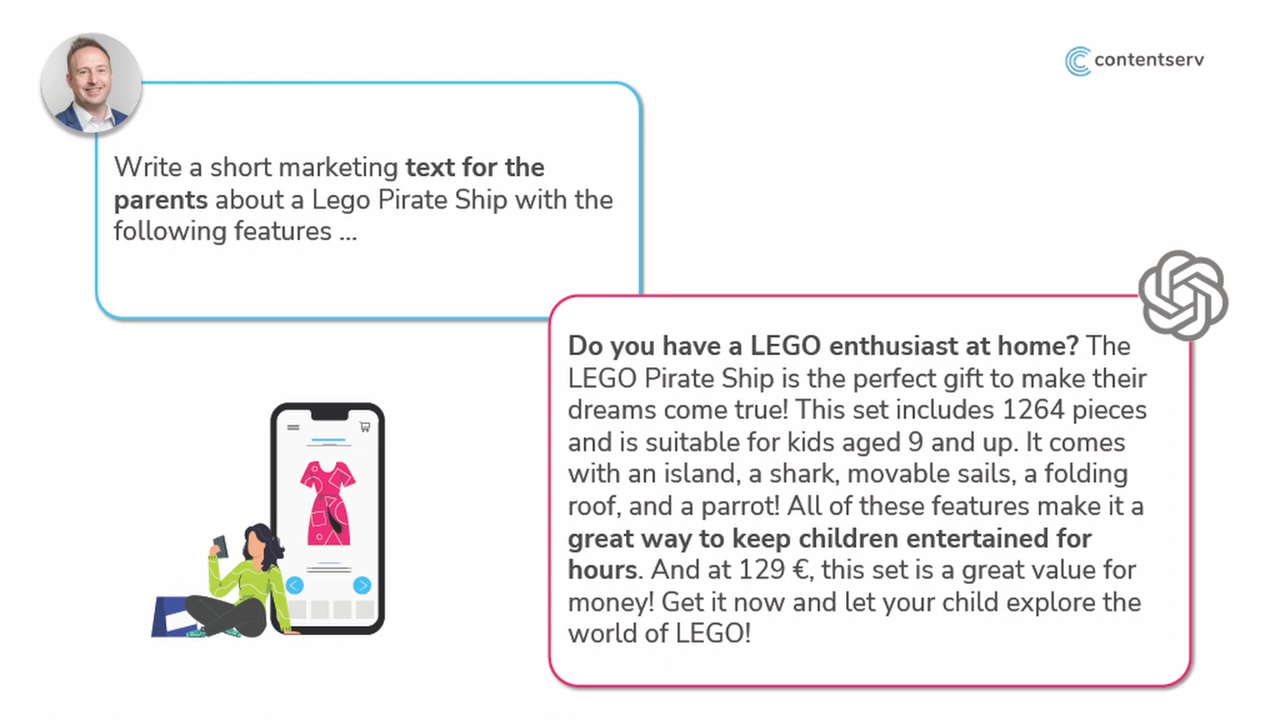 contentserv
Write a short marketing text for the
parents about a Lego Pirate Ship with the
following features ...
Do you have a LEGO enthusiast at home? The
LEGO Pirate Ship is the perfect gift to make their
dreams come true! This set includes 1264 pieces
and is suitable for kids aged 9 and up. It comes
with an island, a shark, movable sails, a folding
roof, and a parrot! All of these features make it a
great way to keep children entertained for
hours. And at 129 €, this set is a great value for
money! Get it now and let your child explore the
world of LEGO!